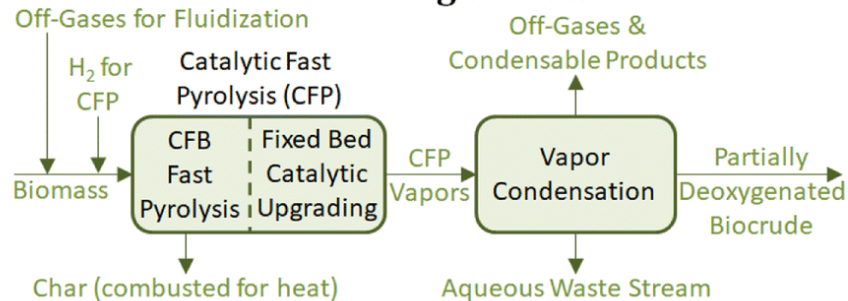 Off-Gases for Fluidization
H₂ for
CFP
Catalytic Fast
Pyrolysis (CFP)
Off-Gases &
Condensable Products
Biomass
CFB
Fast
Pyrolysis
Fixed Bed
Catalytic
Upgrading
CFP
Vapors
Vapor
Condensation
Partially
Deoxygenated
Biocrude
Char (combusted for heat)
Aqueous Waste Stream